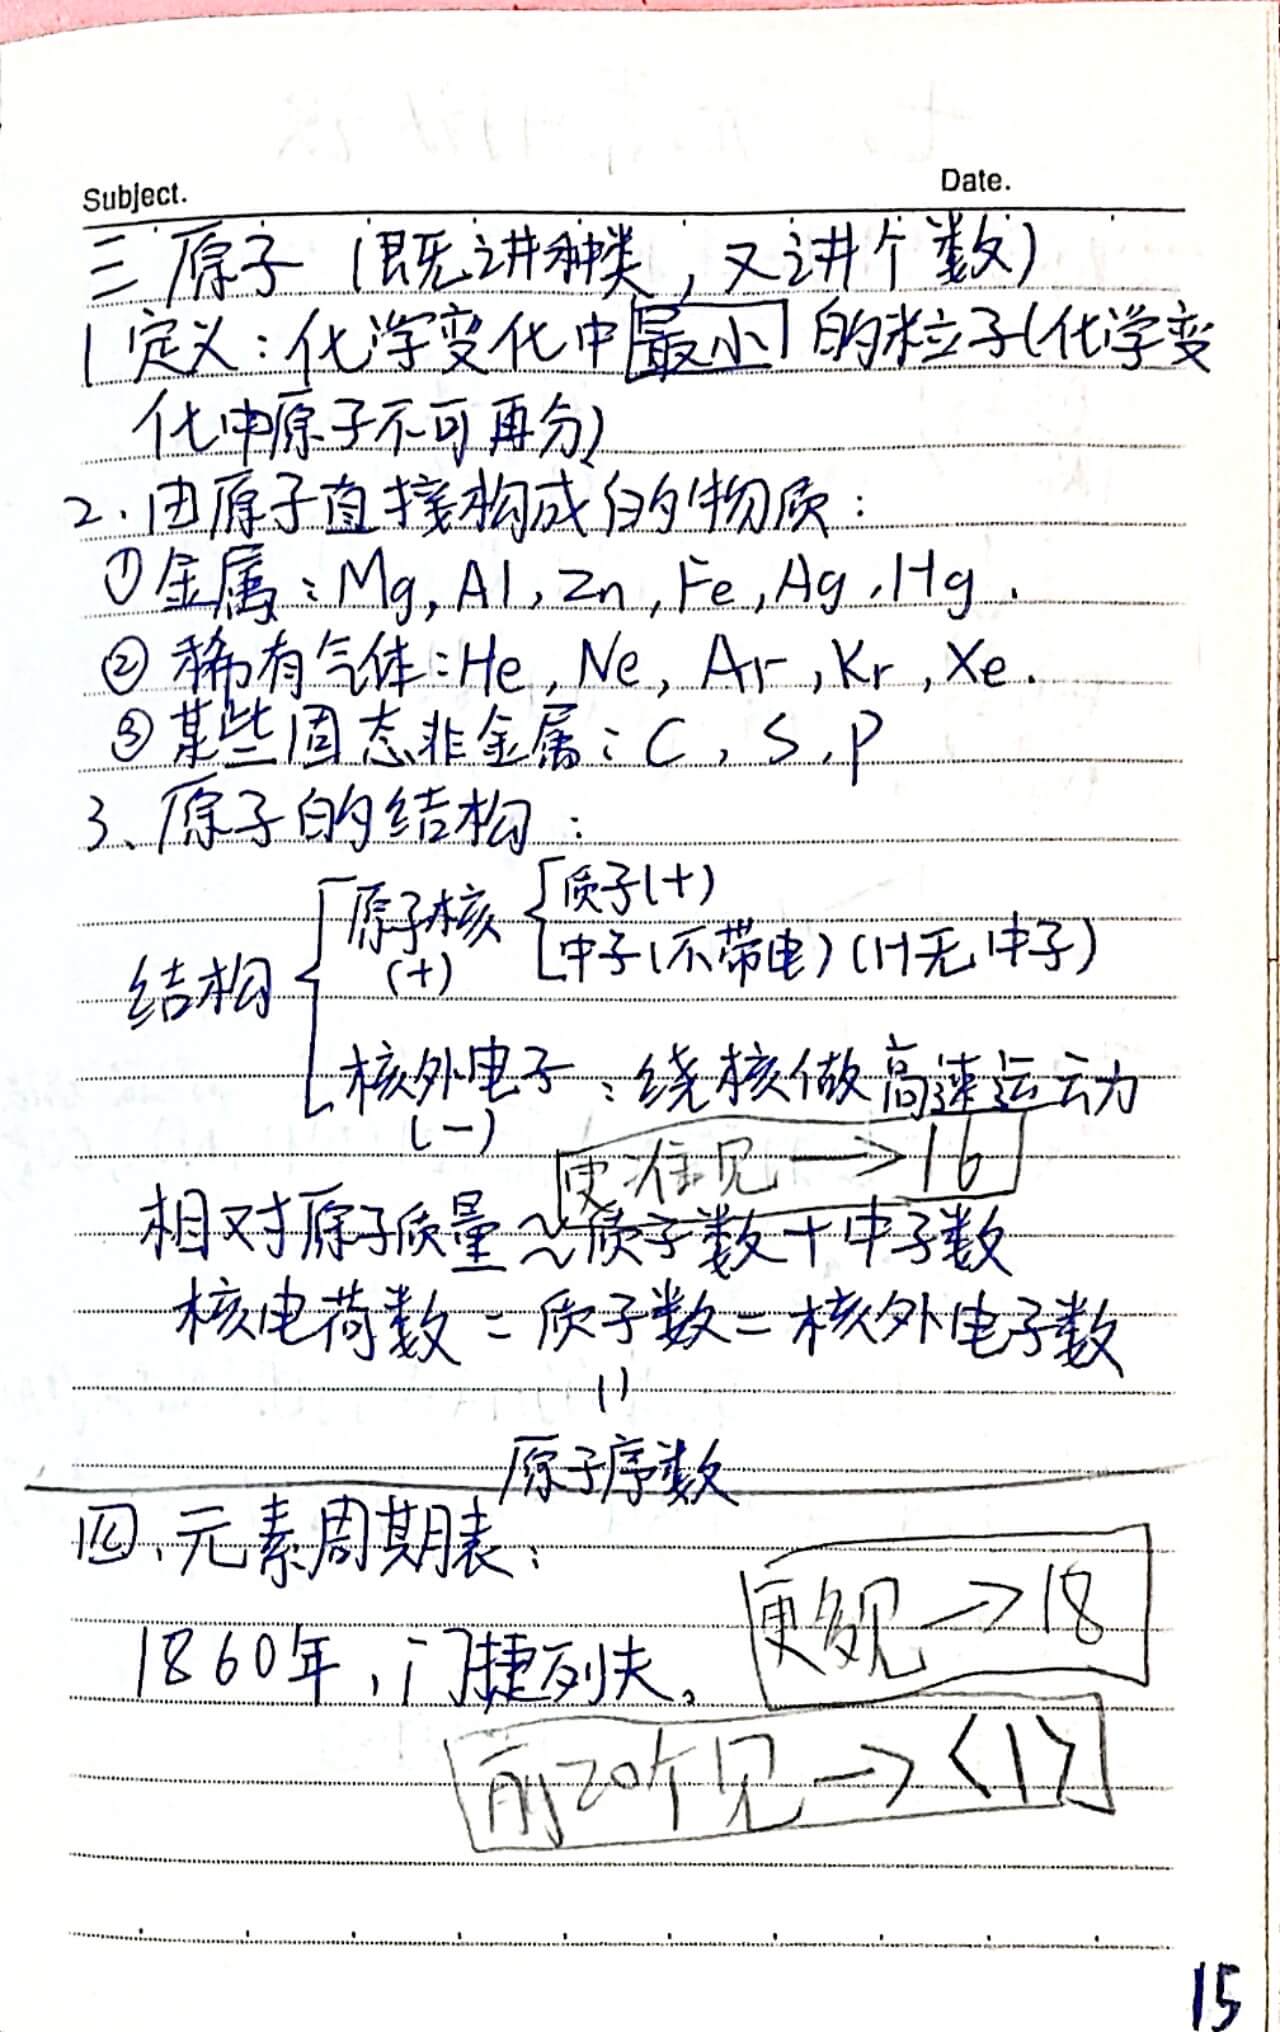 Subject.
Date.
三 原子 (既讲种类, 又讲个数)
1 定义: 化学变化中最小的粒子(化学变
化中原子不可再分)
2. 由原子直接构成的物质:
①金属: Mg, Al, Zn, Fe, Ag, Hg.
②稀有气体: He, Ne, Ar, Kr, Xe.
③某些固态非金属: C, S, P
3、原子的结构:
结构
原子核
(+)
质子(+)
中子(不带电)(H无中子)
核外电子: 绕核做高速运动
(-)
更准见→16
相对原子质量≈质子数+中子数
核电荷数=质子数=核外电子数
=
原子序数
四、元素周期表:
更多见→18
1860年, 门捷列夫。
前20个见→<1>
15